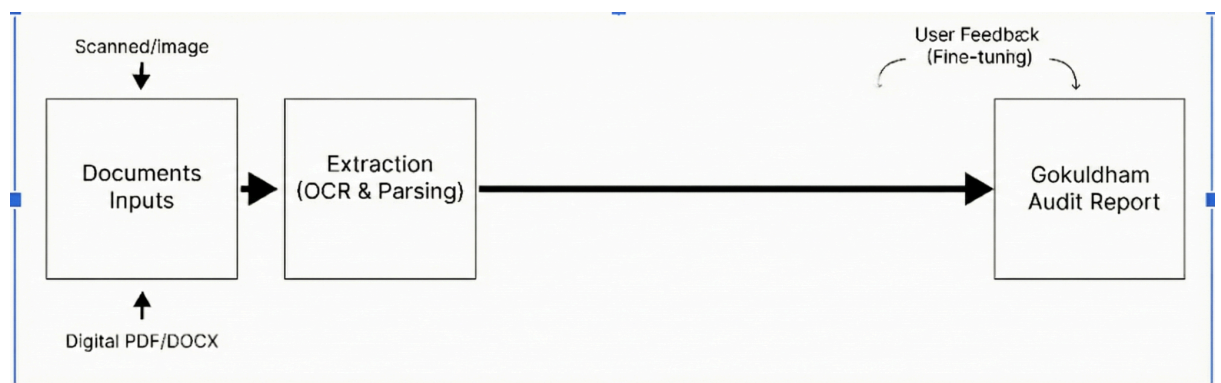 Scanned/image
User Feedback
(Fine-tuning)
Documents
Inputs
Extraction
(OCR & Parsing)
Gokuldham
Audit Report
Digital PDF/DOCX